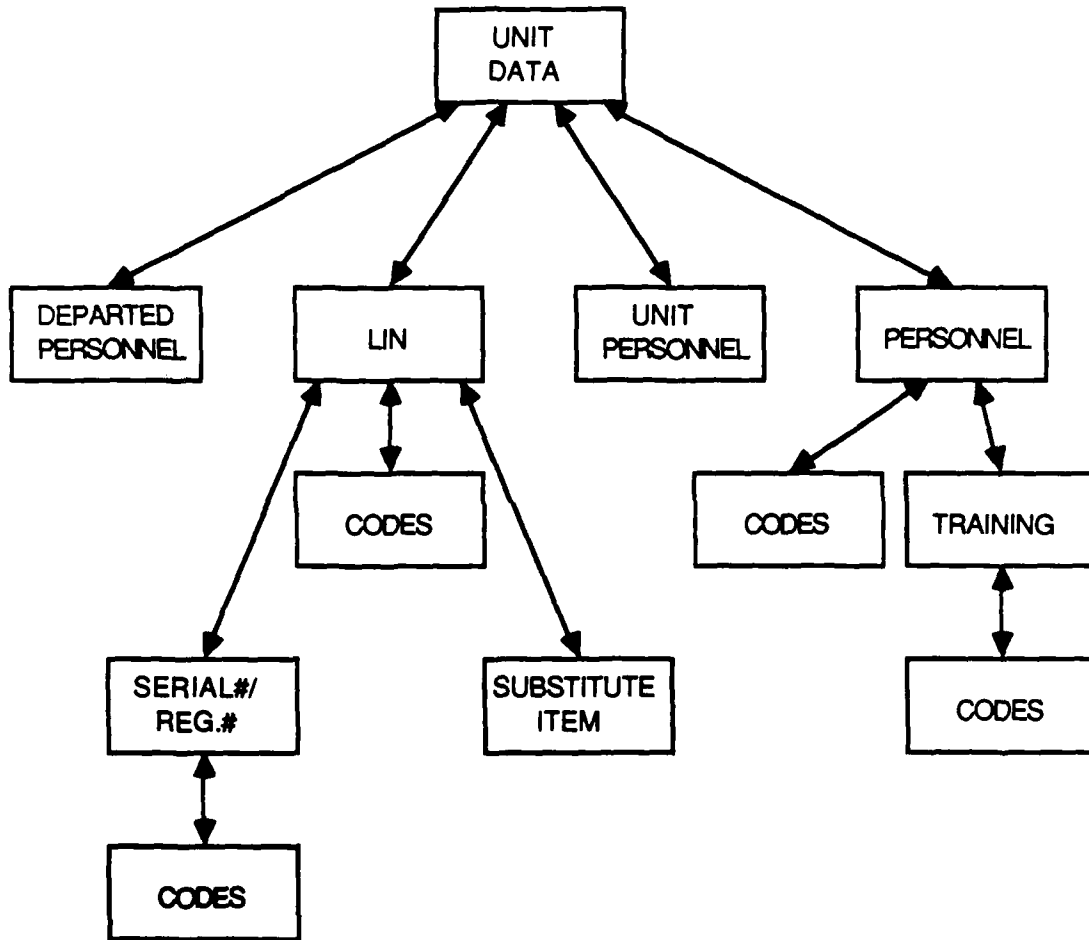 UNIT
DATA
DEPARTED
PERSONNEL
LIN
UNIT
PERSONNEL
PERSONNEL
CODES
CODES
TRAINING
SERIAL#/
REG.#
SUBSTITUTE
ITEM
CODES
CODES